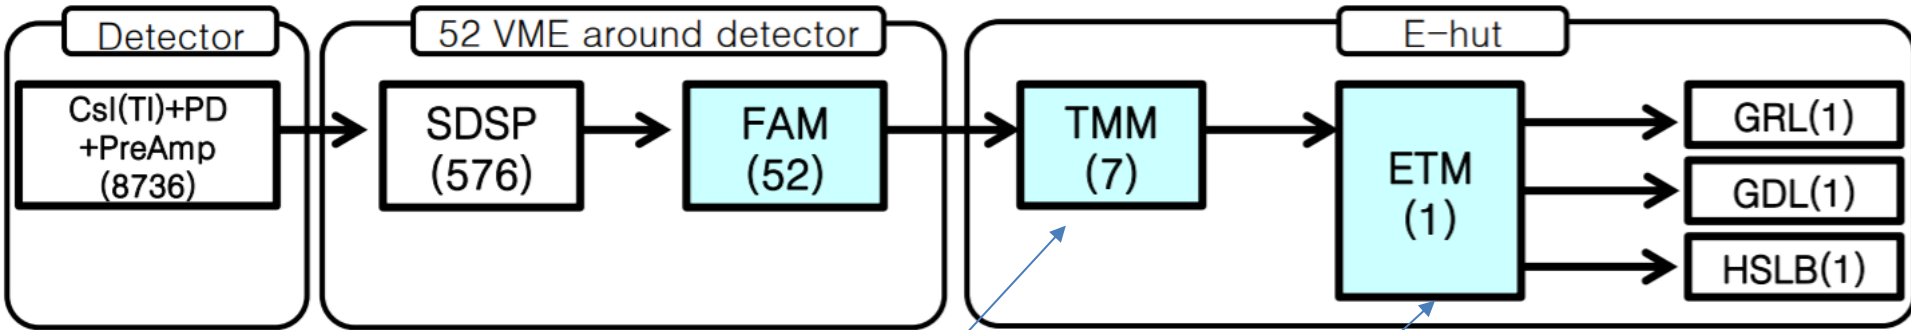 Detector
52 VME around detector
E-hut
CsI(Tl)+PD
+PreAmp
(8736)
SDSP
(576)
FAM
(52)
TMM
(7)
ETM
(1)
GRL(1)
GDL(1)
HSLB(1)